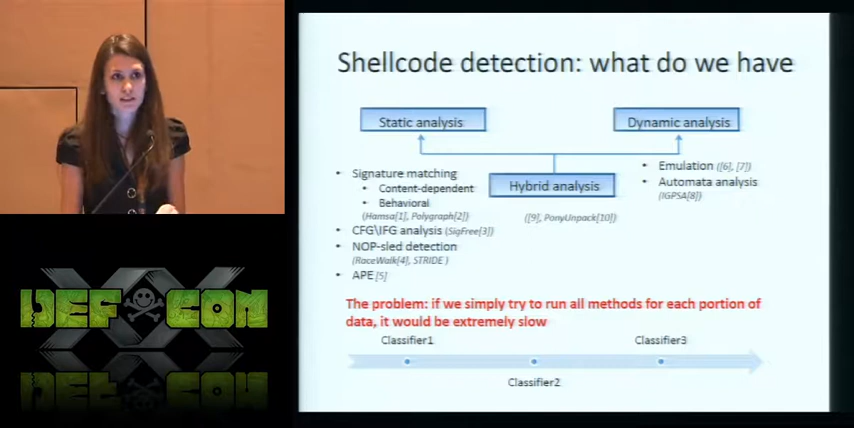 Shellcode detection: what do we have
Static analysis
Dynamic analysis
Hybrid analysis
• Signature matching
• Content-dependent
• Behavioral
(Hamsa[1], Polygraph[2])
• CFG\IFG analysis (SigFree[3])
• NOP-sled detection
(RaceWalk[4], STRIDE )
• APE[5]
([9], PonyUnpack[10])
• Emulation ([6], [7])
• Automata analysis
(IGPSA[8])
The problem: if we simply try to run all methods for each portion of
data, it would be extremely slow
Classifier1
Classifier2
Classifier3
XX
DEF CON